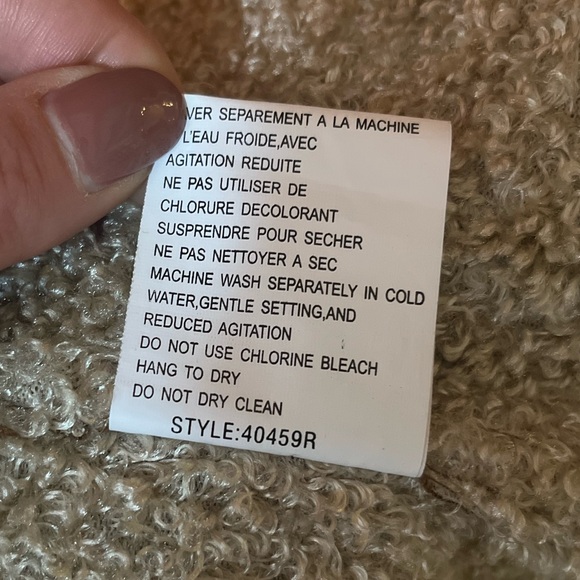 VER SEPAREMENT A LA MACHINE
L'EAU FROIDE,AVEC
AGITATION REDUITE
NE PAS UTILISER DE
CHLORURE DECOLORANT
SUSPRENDRE POUR SECHER
NE PAS NETTOYER A SEC
MACHINE WASH SEPARATELY IN COLD
WATER,GENTLE SETTING,AND
REDUCED AGITATION
DO NOT USE CHLORINE BLEACH
HANG TO DRY
DO NOT DRY CLEAN
STYLE:40459R